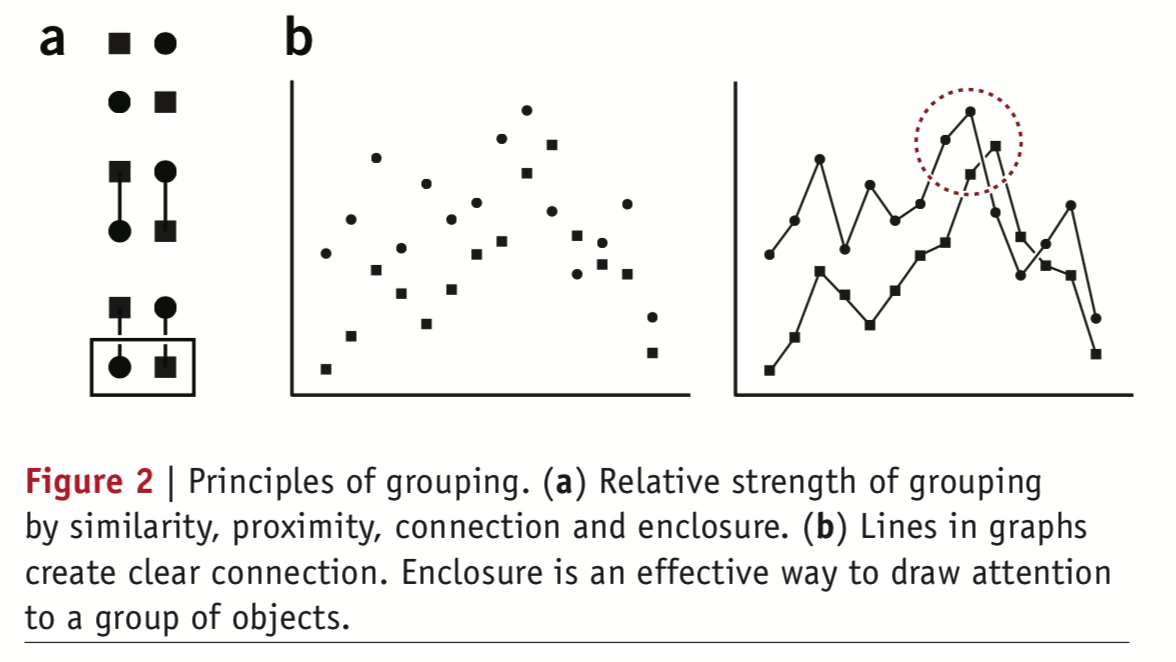 a
b
Figure 2 | Principles of grouping. (a) Relative strength of grouping
by similarity, proximity, connection and enclosure. (b) Lines in graphs
create clear connection. Enclosure is an effective way to draw attention
to a group of objects.